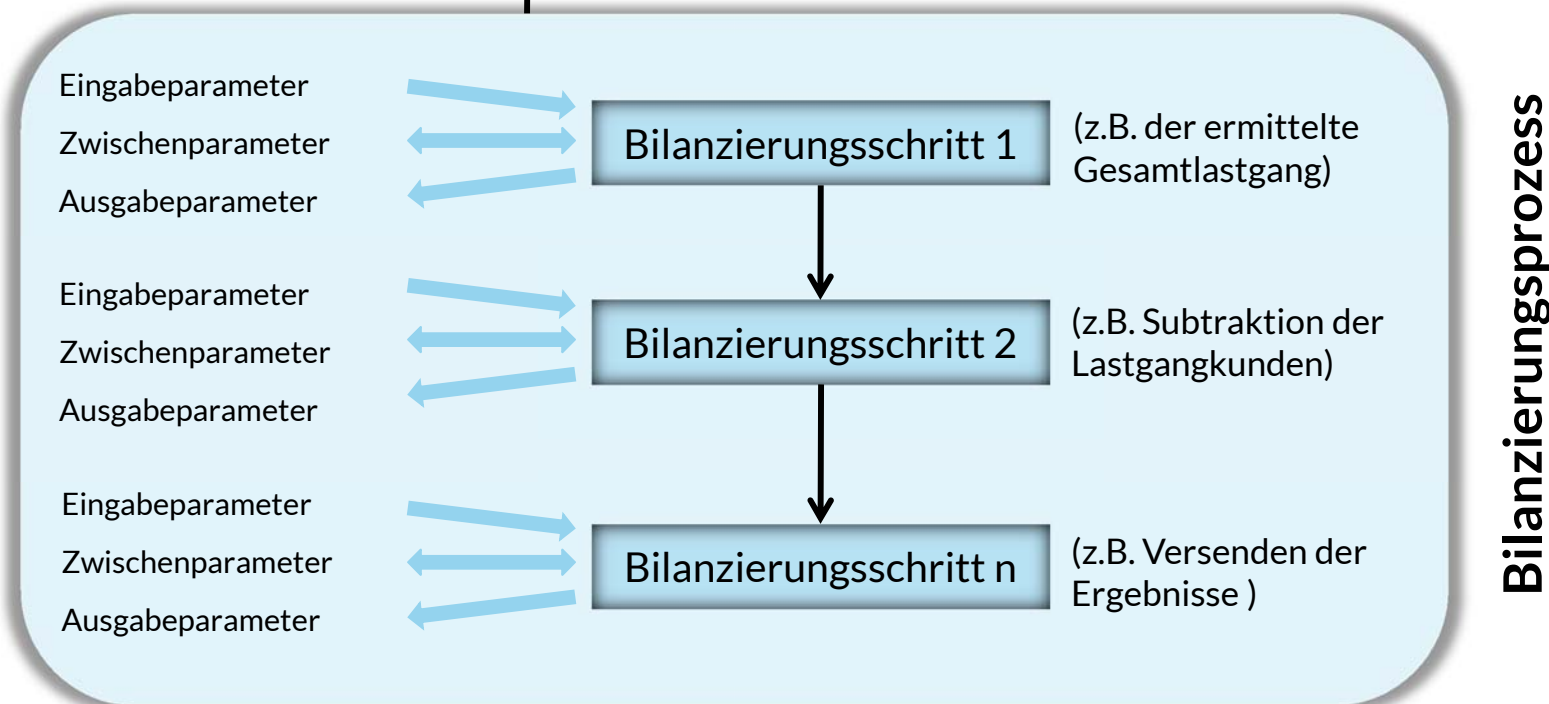 Eingabeparameter
Zwischenparameter
Ausgabeparameter
Bilanzierungsschritt 1
(z.B. der ermittelte
Gesamtlastgang)
Eingabeparameter
Zwischenparameter
Ausgabeparameter
Bilanzierungsschritt 2
(z.B. Subtraktion der
Lastgangkunden)
Eingabeparameter
Zwischenparameter
Ausgabeparameter
Bilanzierungsschritt n
(z.B. Versenden der
Ergebnisse )
Bilanzierungsprozess